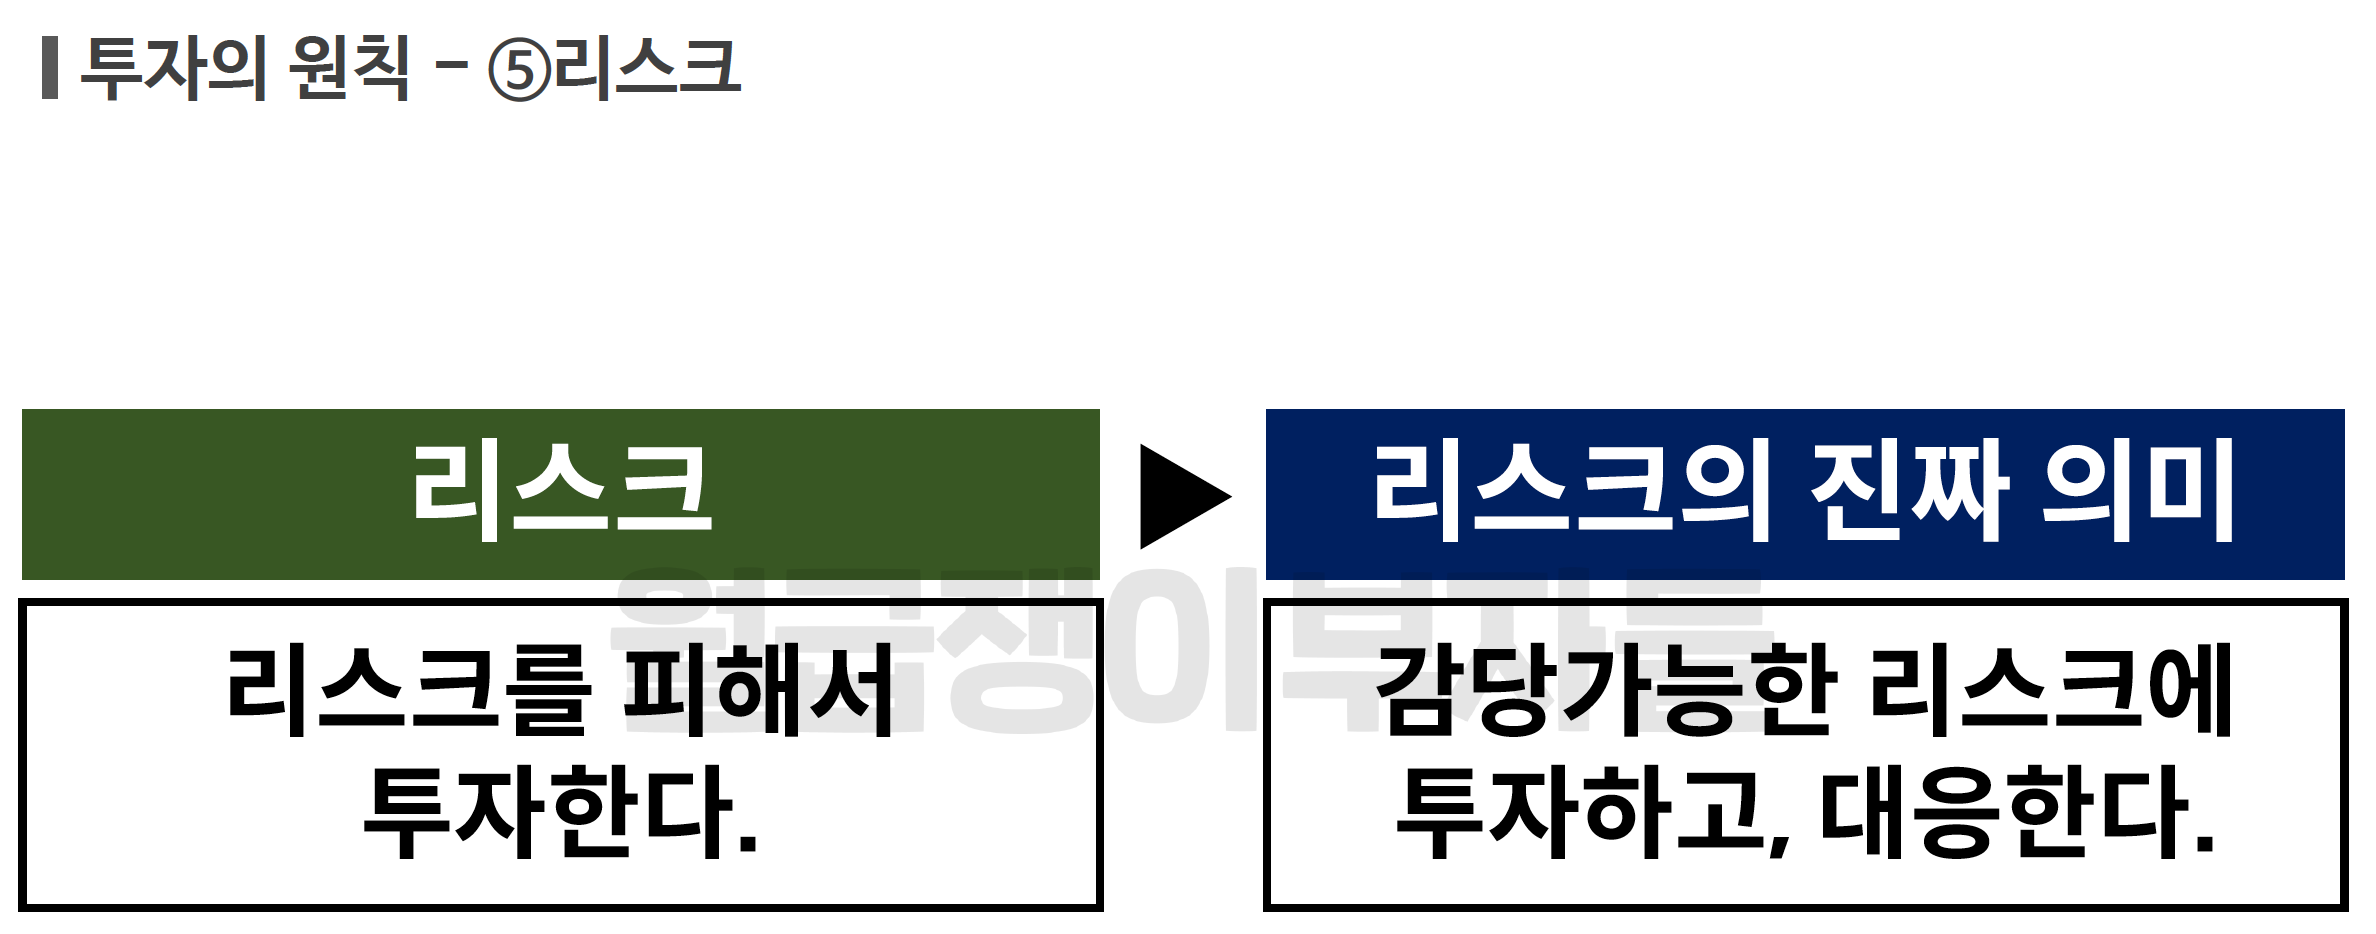 투자의 원칙 - ⑤리스크
리스크
리스크를 피해서
투자한다.
리스크의 진짜 의미
감당가능한 리스크에
투자하고, 대응한다.
월급쟁이부자들